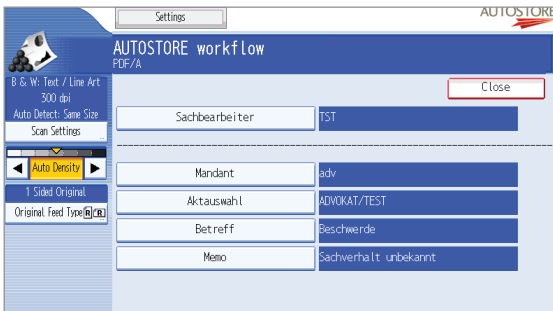 Settings
AUTOSTORE
AUTOSTORE workflow
PDF/A
B & W: Text / Line Art
300 dpi
Auto Detect: Same Size
Scan Settings
Close
Sachbearbeiter
TST
Auto Density
Mandant
adv
1 Sided Original
Aktauswahl
ADVOKAT/TEST
Original Feed Type
R R
Betreff
Beschwerde
Memo
Sachverhalt unbekannt